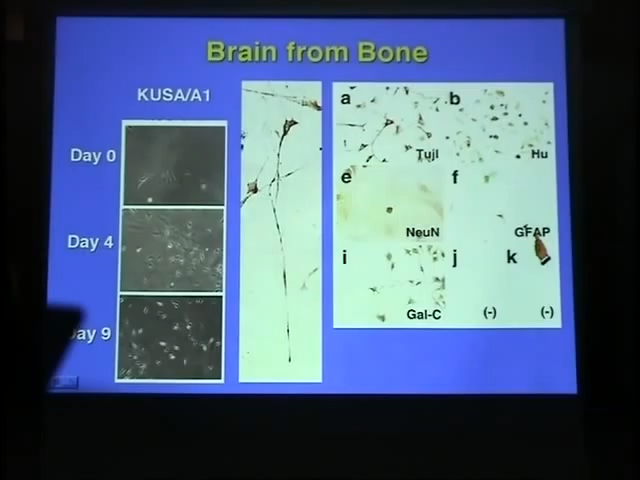 Brain from Bone
KUSA/A1
Day 0
Day 4
ay 9
a
b
TujI
Hu
e
f
NeuN
GFAP
i
j
k
Gal-C
(-)
(-)